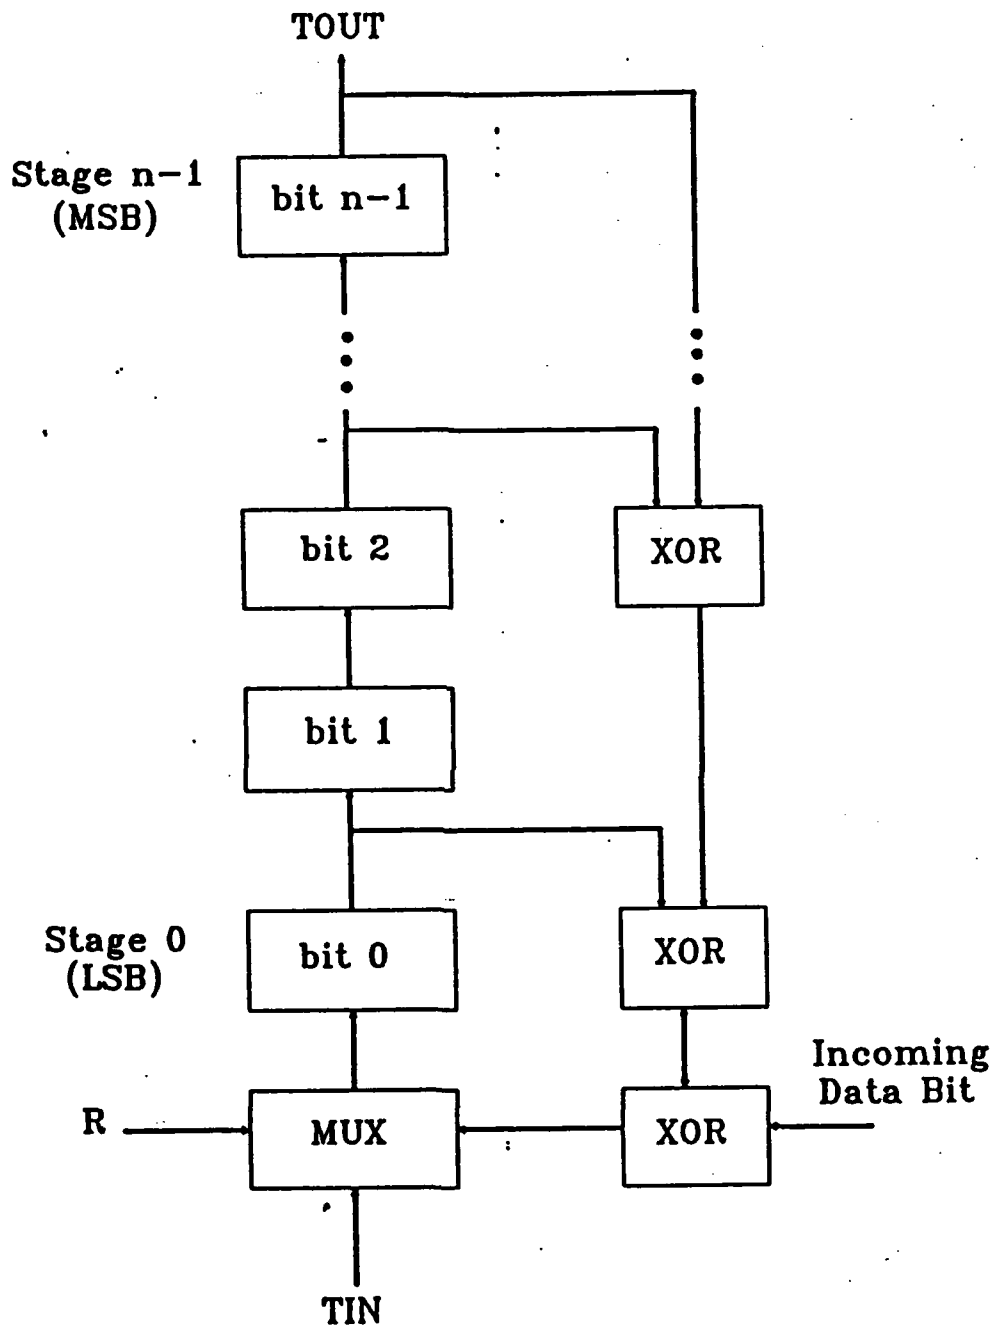 TOUT
Stage n-1
(MSB)
bit n-1
bit 2
XOR
bit 1
Stage 0
(LSB)
bit 0
XOR
Incoming
Data Bit
R
MUX
XOR
TIN